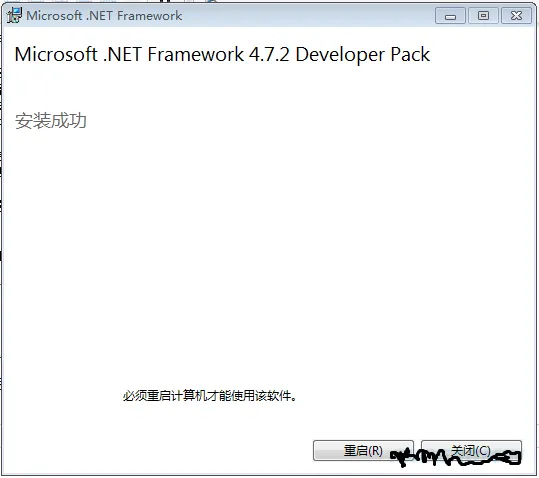 Microsoft .NET Framework
Microsoft .NET Framework 4.7.2 Developer Pack
安装成功
必须重启计算机才能使用该软件。
重启(R) 关闭(C)